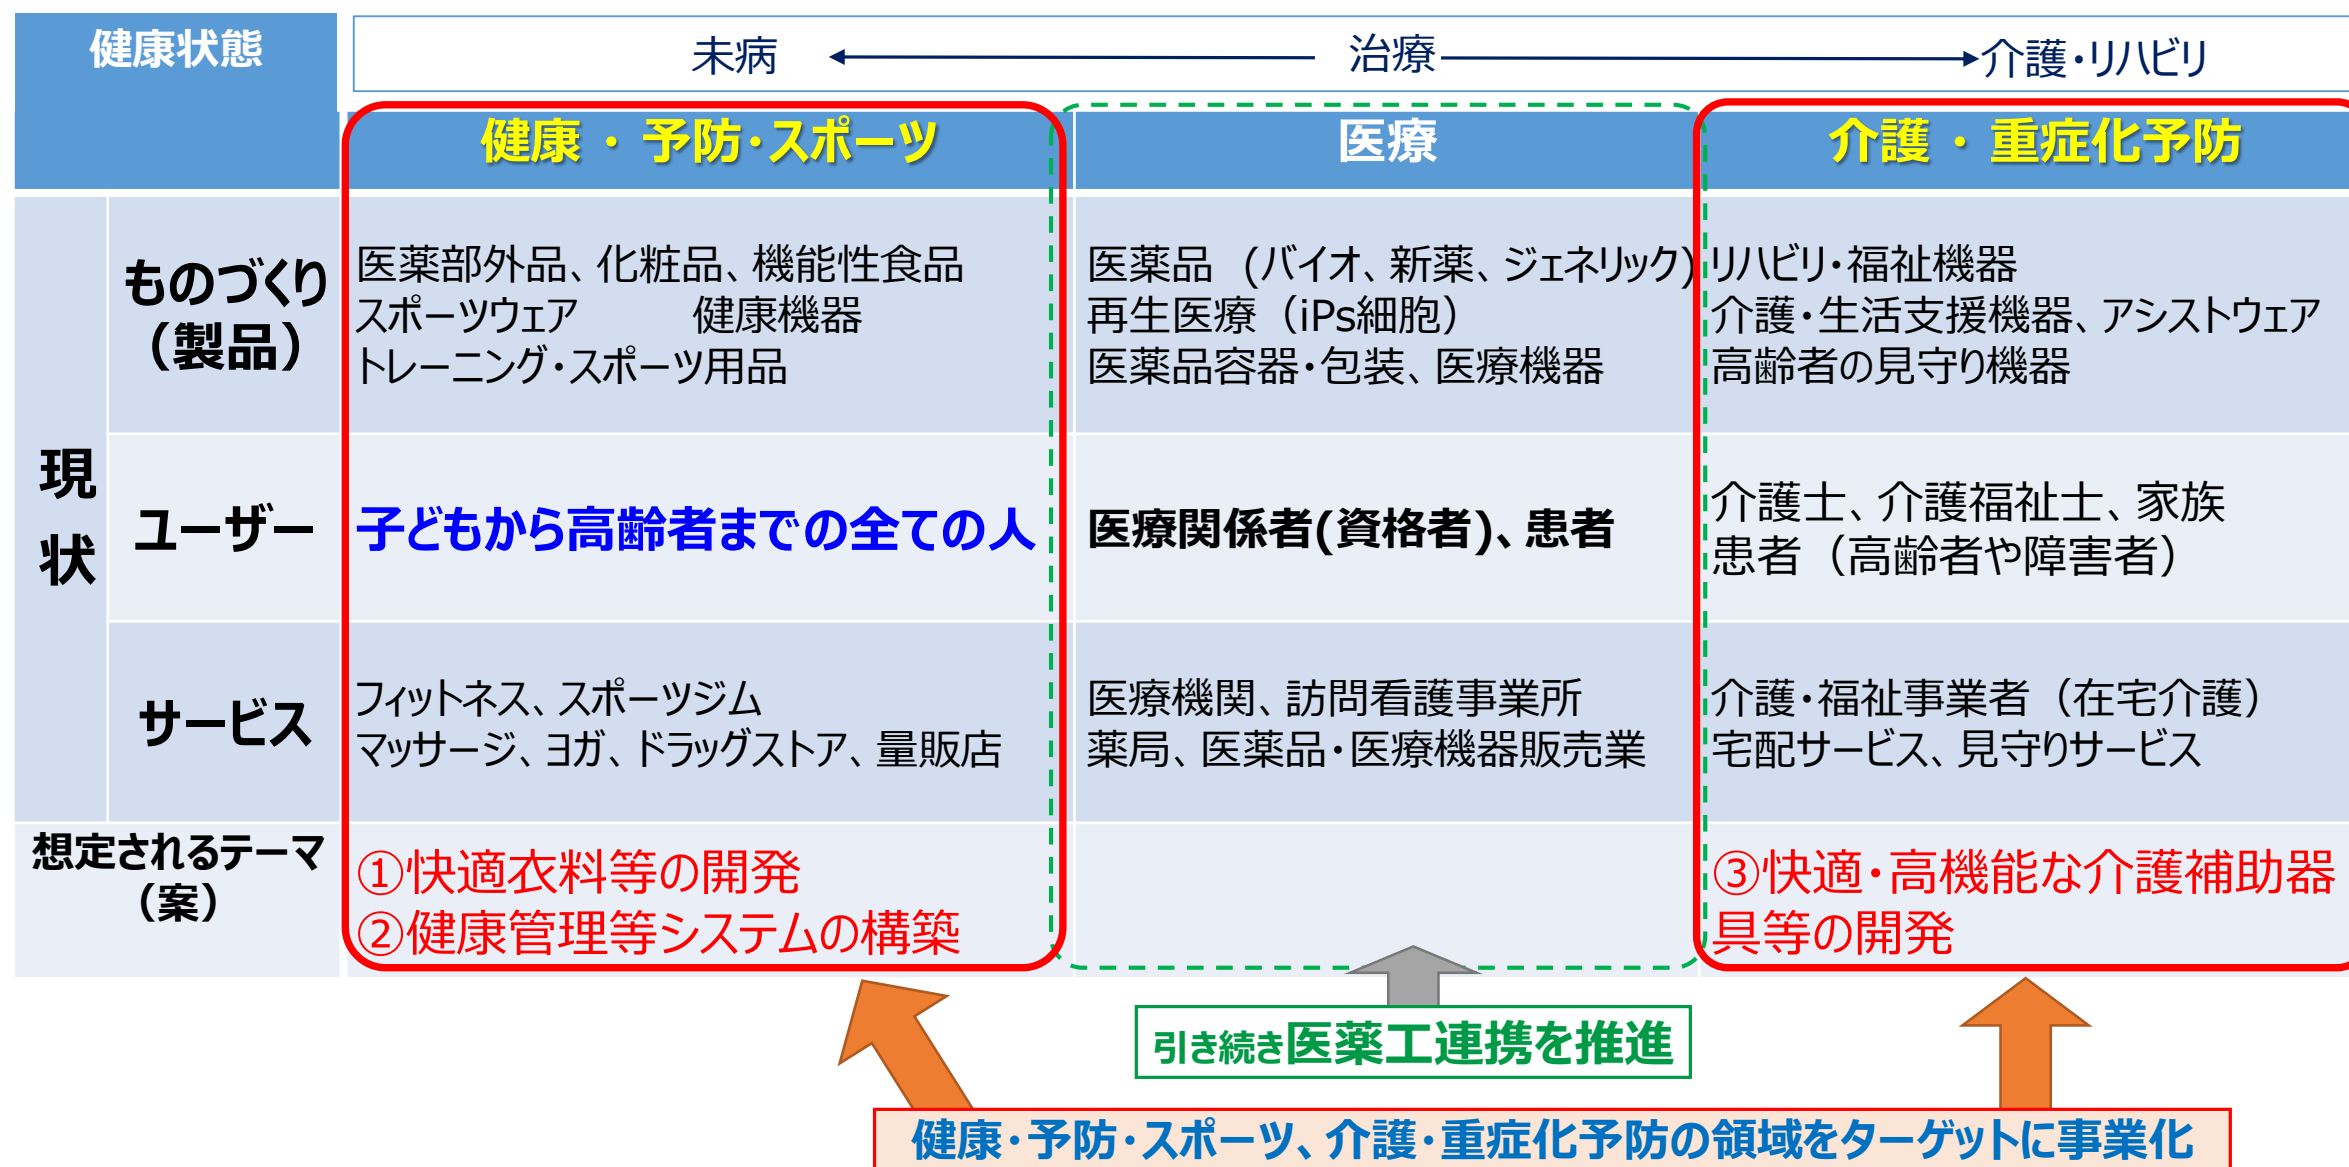 健康状態
未病
治療
介護・リハビリ
健康 ・ 予防・スポーツ
医療
介護 ・ 重症化予防
現状
ものづくり
（製品）
医薬部外品、化粧品、機能性食品
スポーツウェア　　健康機器
トレーニング・スポーツ用品
医薬品 (バイオ、新薬、ジェネリック)
再生医療（iPs細胞）
医薬品容器・包装、医療機器
リハビリ・福祉機器
介護・生活支援機器、アシストウェア
高齢者の見守り機器
ユーザー
子どもから高齢者までの全ての人
医療関係者(資格者)、患者
介護士、介護福祉士、家族
患者（高齢者や障害者）
サービス
フィットネス、スポーツジム
マッサージ、ヨガ、ドラッグストア、量販店
医療機関、訪問看護事業所
薬局、医薬品・医療機器販売業
介護・福祉事業者（在宅介護）
宅配サービス、見守りサービス
想定されるテーマ
（案）
①快適衣料等の開発
②健康管理等システムの構築
③快適・高機能な介護補助器
具等の開発
引き続き医薬工連携を推進
健康・予防・スポーツ、介護・重症化予防の領域をターゲットに事業化